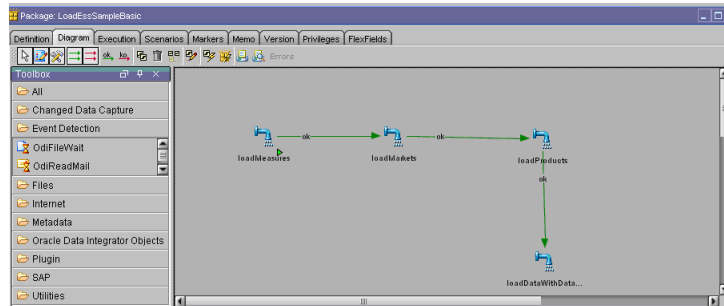 Package: LoadEssSampleBasic
Definition Diagram Execution Scenarios Markers Memo Version Privileges FlexFields
ok ko Errors
Toolbox
All
Changed Data Capture
Event Detection
OdiFileWait
OdiReadMail
Files
Internet
Metadata
Oracle Data Integrator Objects
Plugin
SAP
Utilities
ok ok
loadMeasures loadMarkets loadProducts
ok
loadDataWithData...